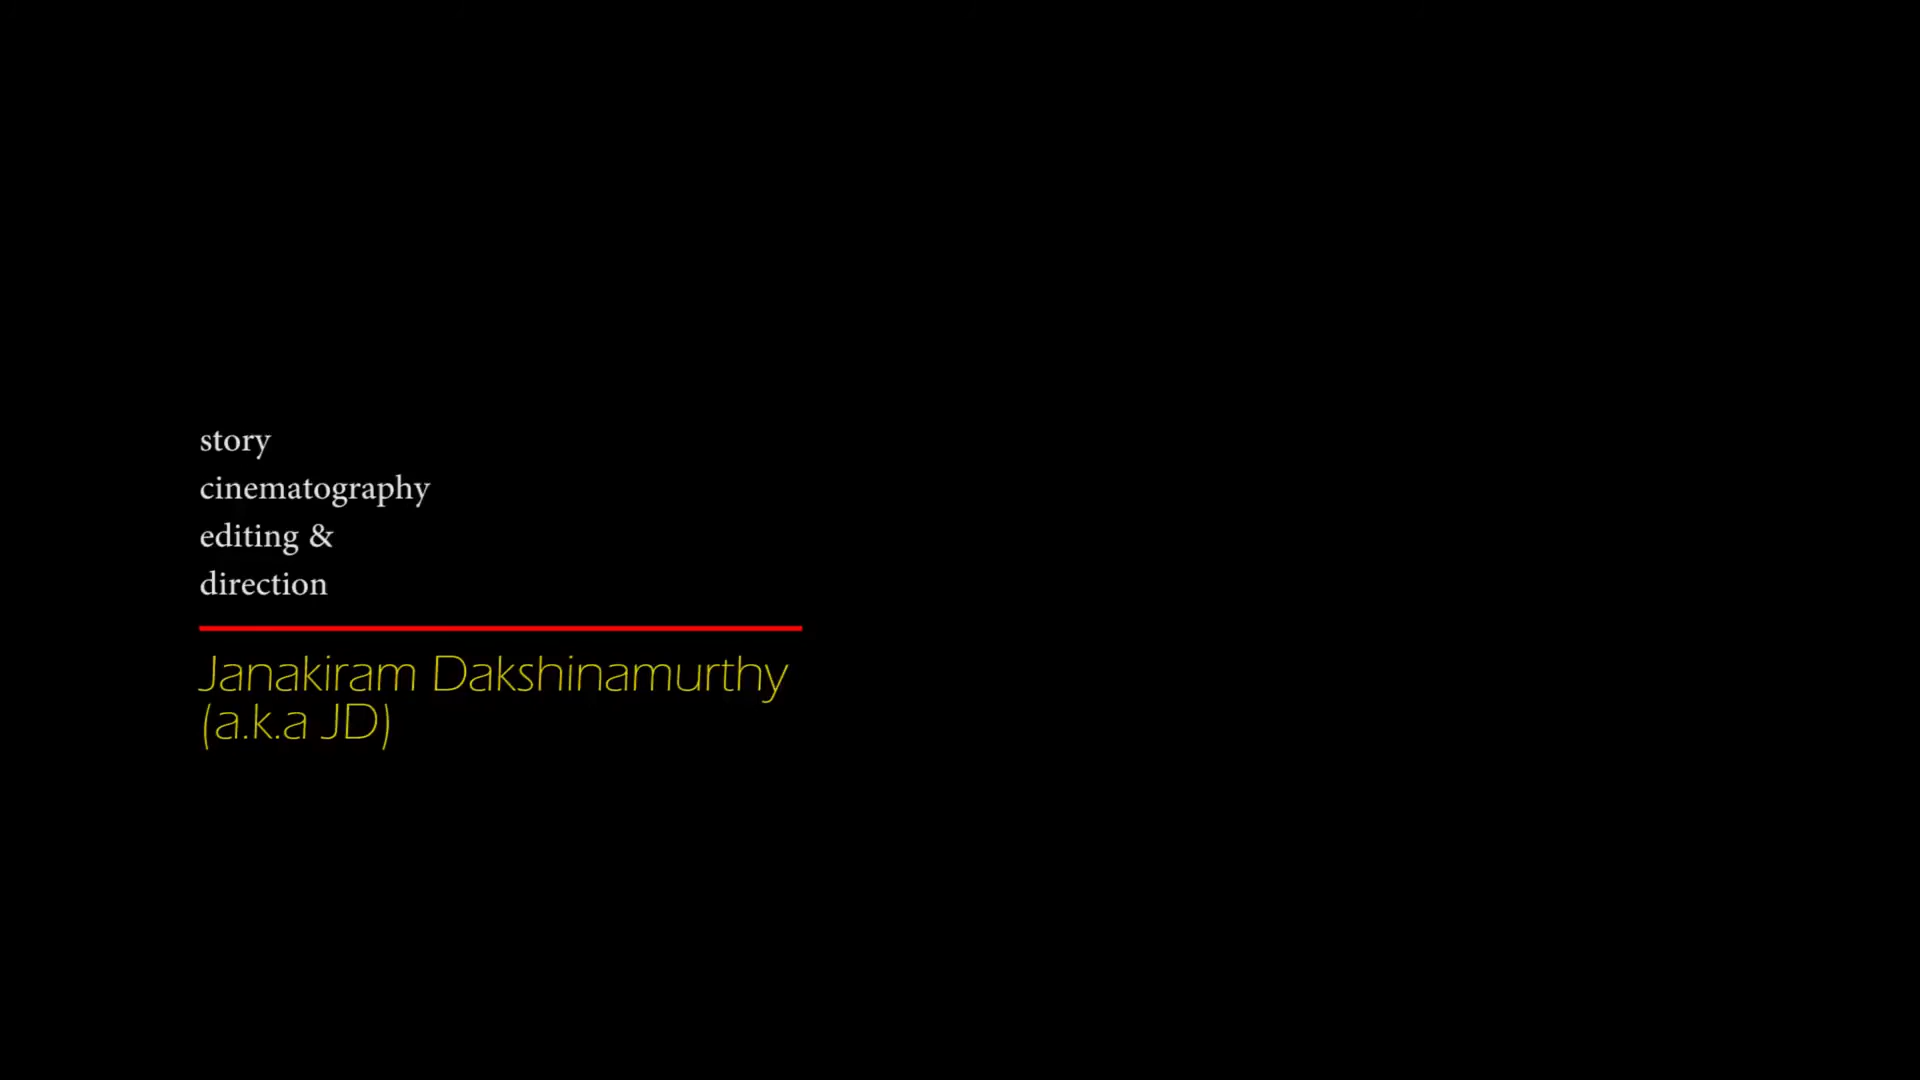 story
cinematography
editing &
direction
Janakiram Dakshinamurthy
(a.k.a JD)